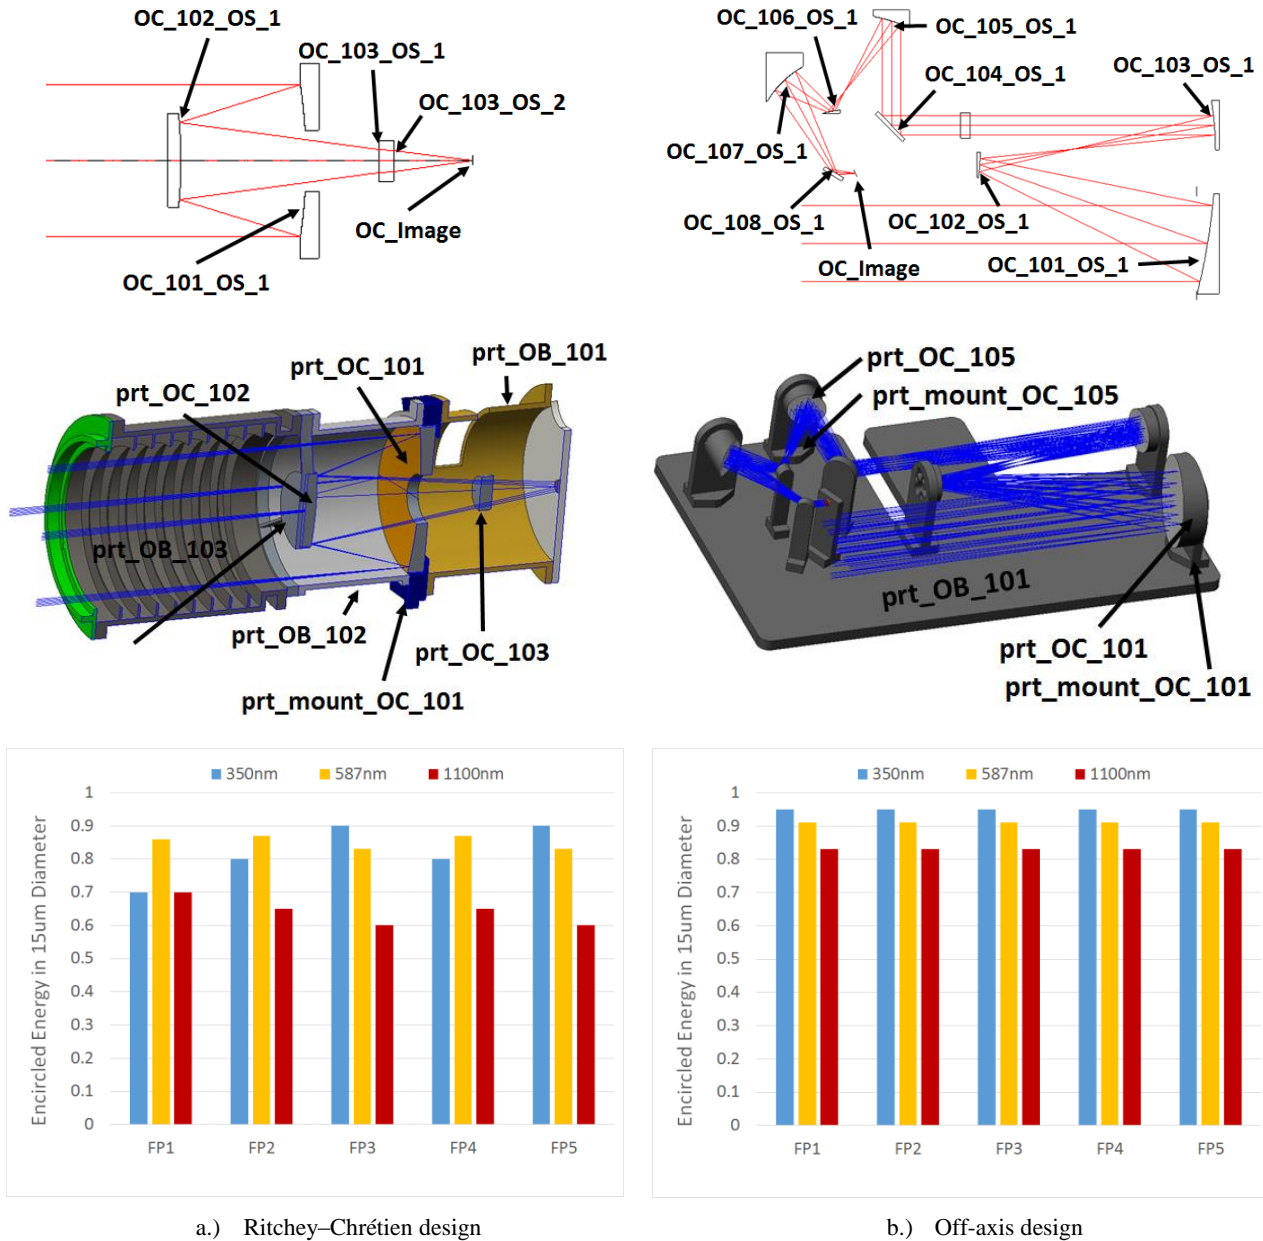 OC_102_OS_1
OC_103_OS_1
OC_103_OS_2
OC_Image
OC_101_OS_1
OC_106_OS_1
OC_105_OS_1
OC_104_OS_1
OC_103_OS_1
OC_107_OS_1
OC_108_OS_1
OC_102_OS_1
OC_Image
OC_101_OS_1
prt_OB_101
prt_OC_101
prt_OC_102
prt_OB_103
prt_OB_102
prt_OC_103
prt_mount_OC_101
prt_OC_105
prt_mount_OC_105
prt_OB_101
prt_OC_101
prt_mount_OC_101
350nm 587nm 1100nm
Encircled Energy in 15um Diameter
1
0.9
0.8
0.7
0.6
0.5
0.4
0.3
0.2
0.1
0
FP1 FP2 FP3 FP4 FP5
350nm 587nm 1100nm
Encircled Energy in 15um Diameter
1
0.9
0.8
0.7
0.6
0.5
0.4
0.3
0.2
0.1
0
FP1 FP2 FP3 FP4 FP5
a.) Ritchey–Chrétien design
b.) Off-axis design